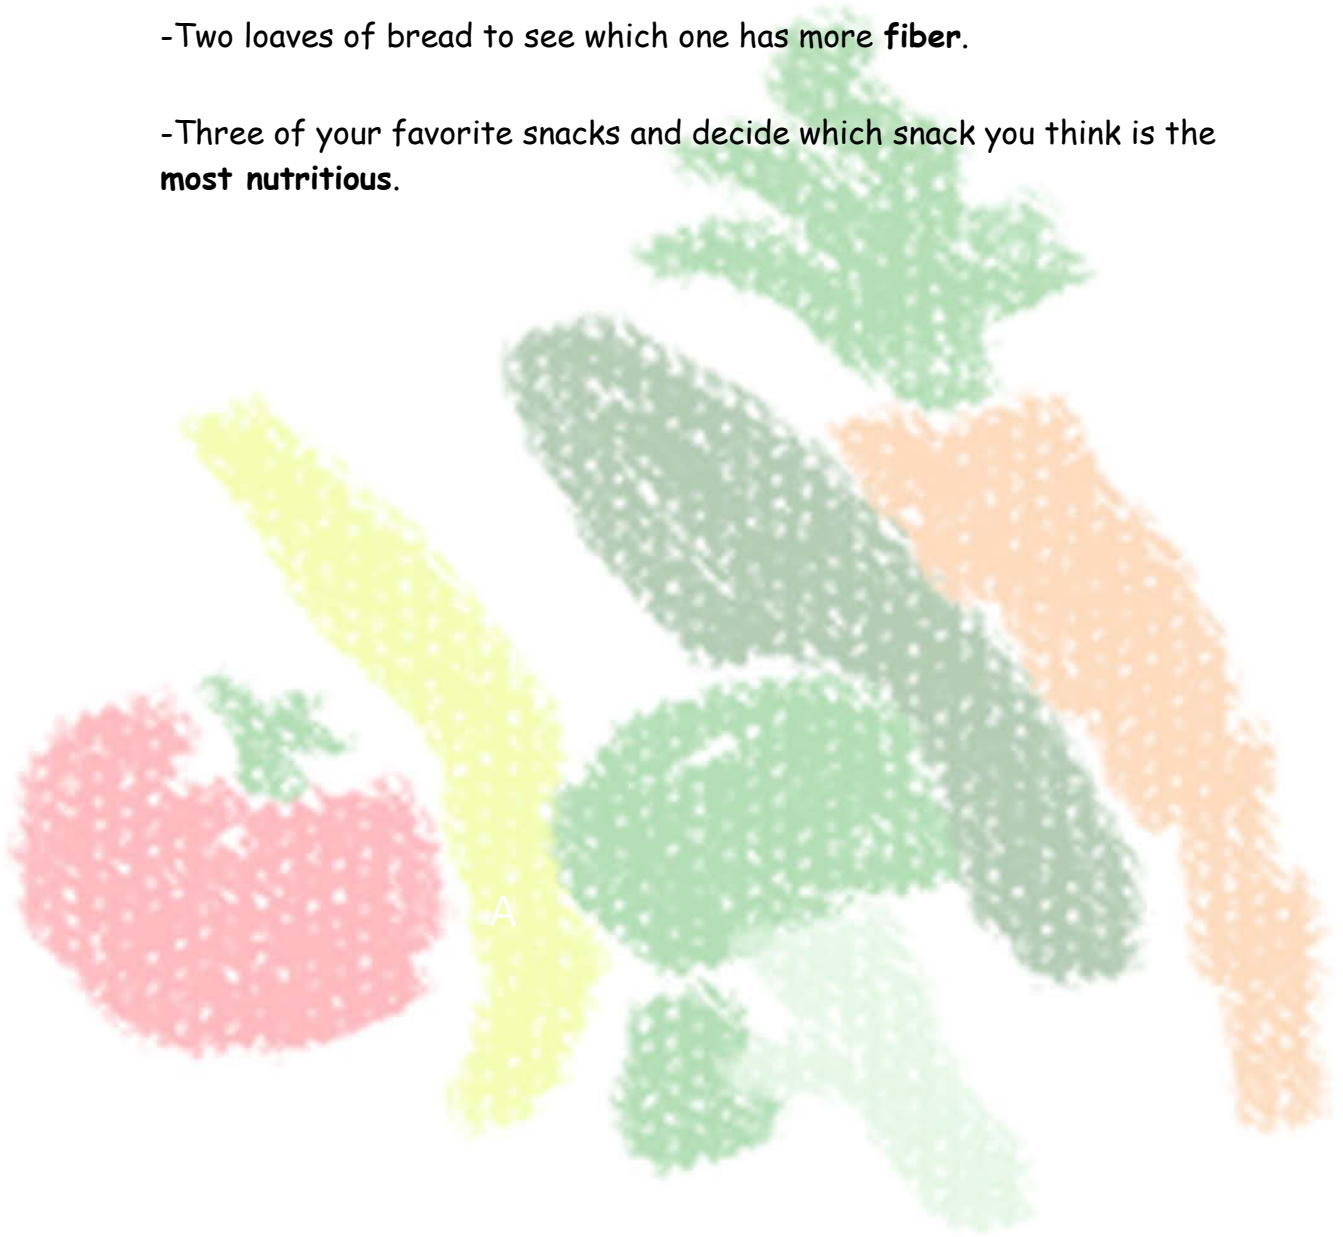 -Two loaves of bread to see which one has more fiber.
-Three of your favorite snacks and decide which snack you think is the
most nutritious.
A